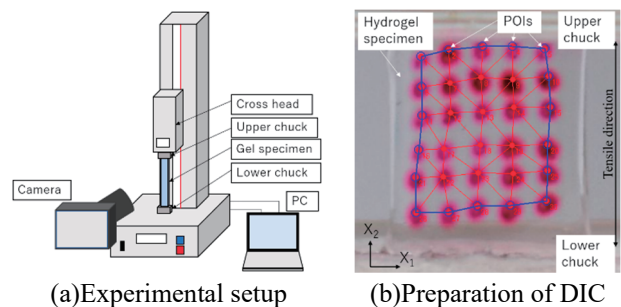 Cross head
Upper chuck
Gel specimen
Lower chuck
Camera
PC
(a)Experimental setup
Hydrogel
specimen
POIs
Upper
chuck
Tensile direction
X2
X1
Lower
chuck
(b)Preparation of DIC